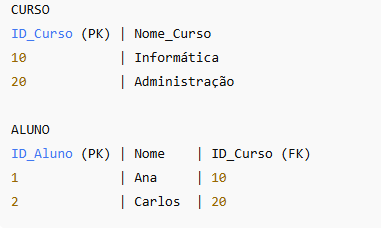 CURSO
ID_Curso (PK) | Nome_Curso
10 | Informática
20 | Administração
ALUNO
ID_Aluno (PK) | Nome | ID_Curso (FK)
1 | Ana | 10
2 | Carlos | 20